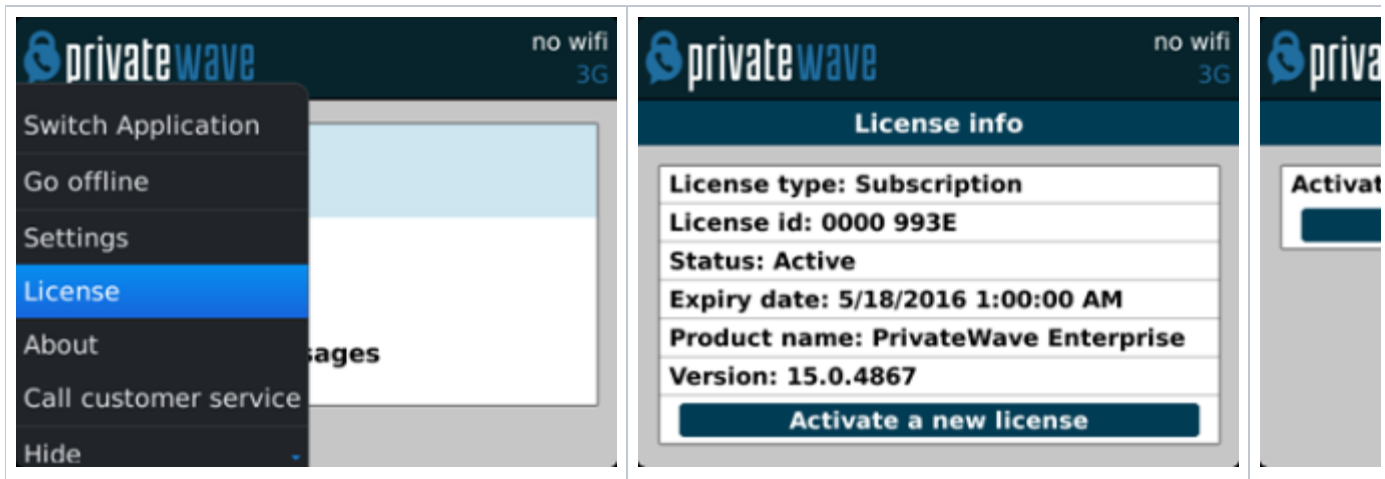 privatewave
no wifi
3G
Switch Application
Go offline
Settings
License
About
Call customer service
Hide
sages
privatewave
no wifi
3G
License info
License type: Subscription
License id: 0000 993E
Status: Active
Expiry date: 5/18/2016 1:00:00 AM
Product name: PrivateWave Enterprise
Version: 15.0.4867
Activate a new license
priva
Activat